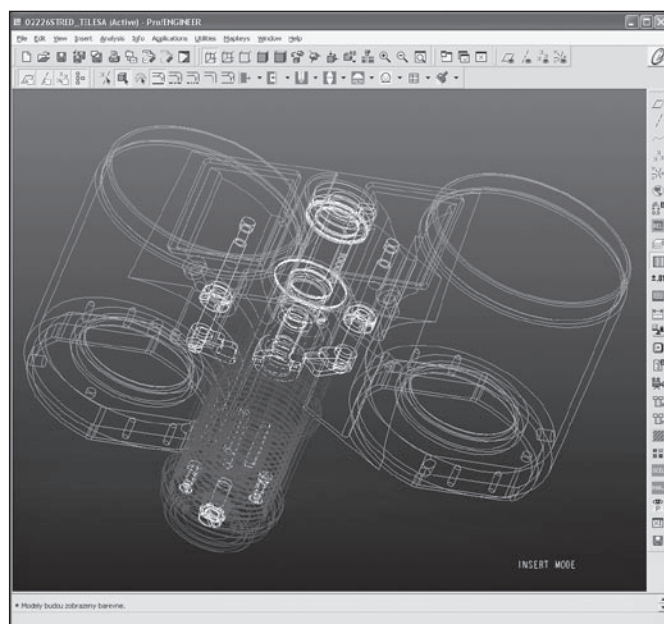 02226STRED_TELESA (Active) - Pro/ENGINEER
File Edit View Insert Analysis Info Applications Utilities Mapkeys Window Help
INSERT MODE
• Modely budou zobrazeny barevne.